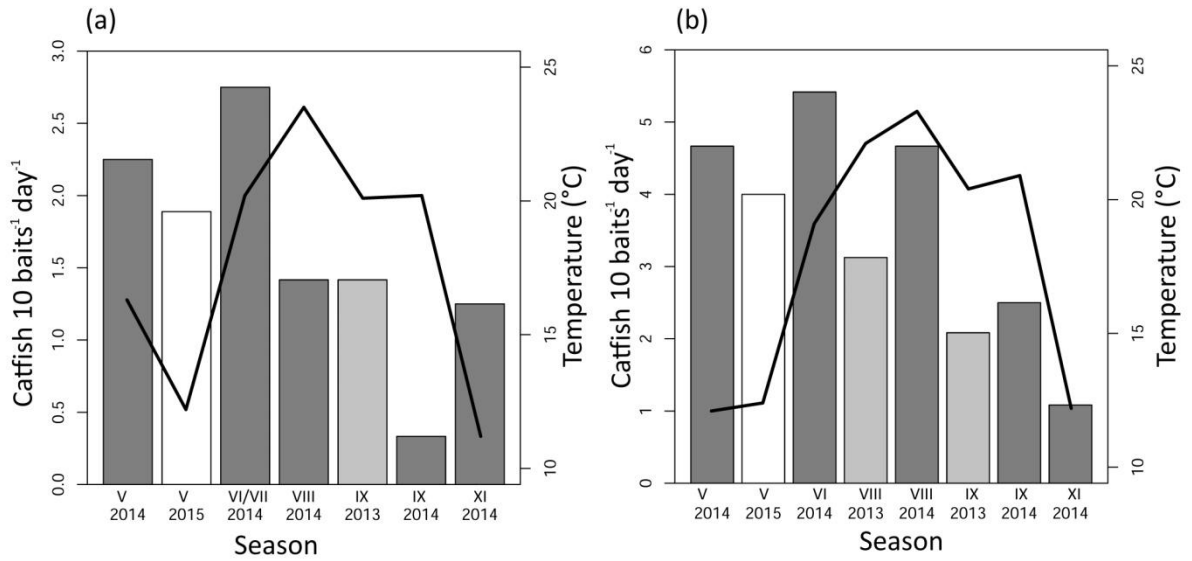 (a)
Catfish 10 baits⁻¹ day⁻¹
3.0
2.5
2.0
1.5
1.0
0.5
0.0
25
20
15
10
Temperature (°C)
V V VI/VII VIII IX IX XI
2014 2015 2014 2014 2013 2014 2014
Season
(b)
Catfish 10 baits⁻¹ day⁻¹
6
5
4
3
2
1
0
25
20
15
10
Temperature (°C)
V V VI VIII VIII IX IX XI
2014 2015 2014 2013 2014 2013 2014 2014
Season